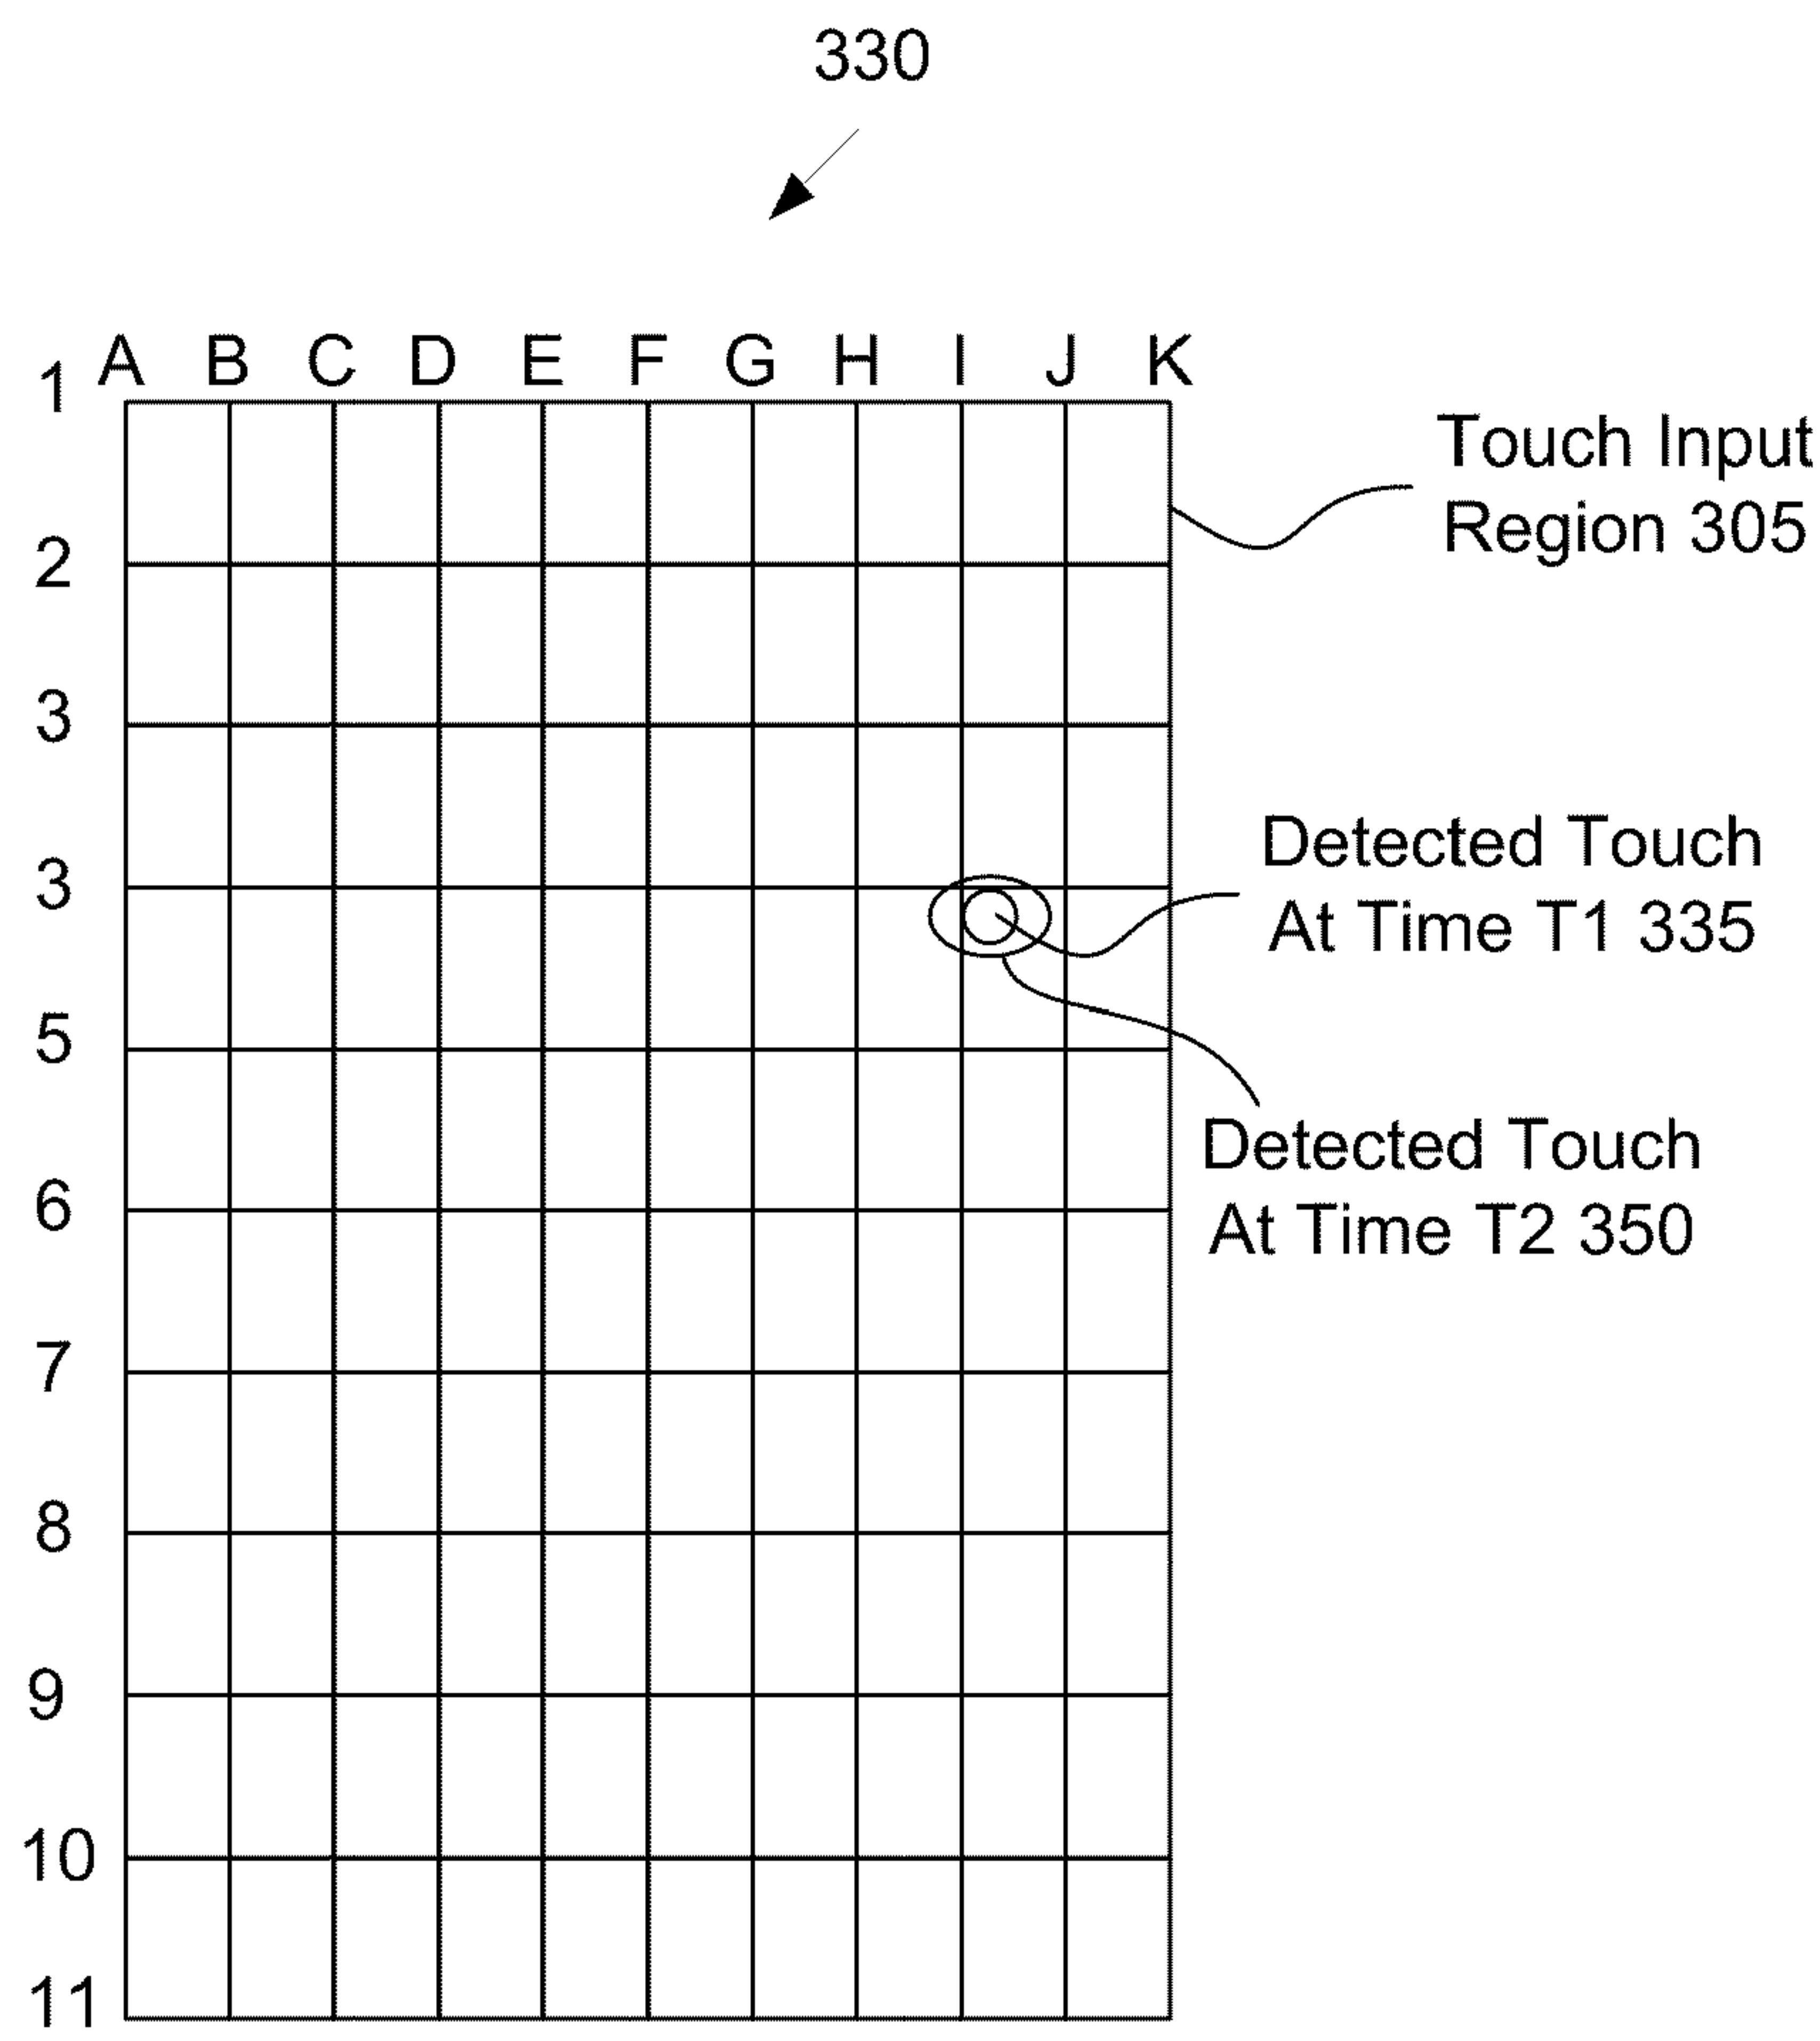 330
A B C D E F G H I J K
1
2
3
3
5
6
7
8
9
10
11
Touch Input
Region 305
Detected Touch
At Time T1 335
Detected Touch
At Time T2 350